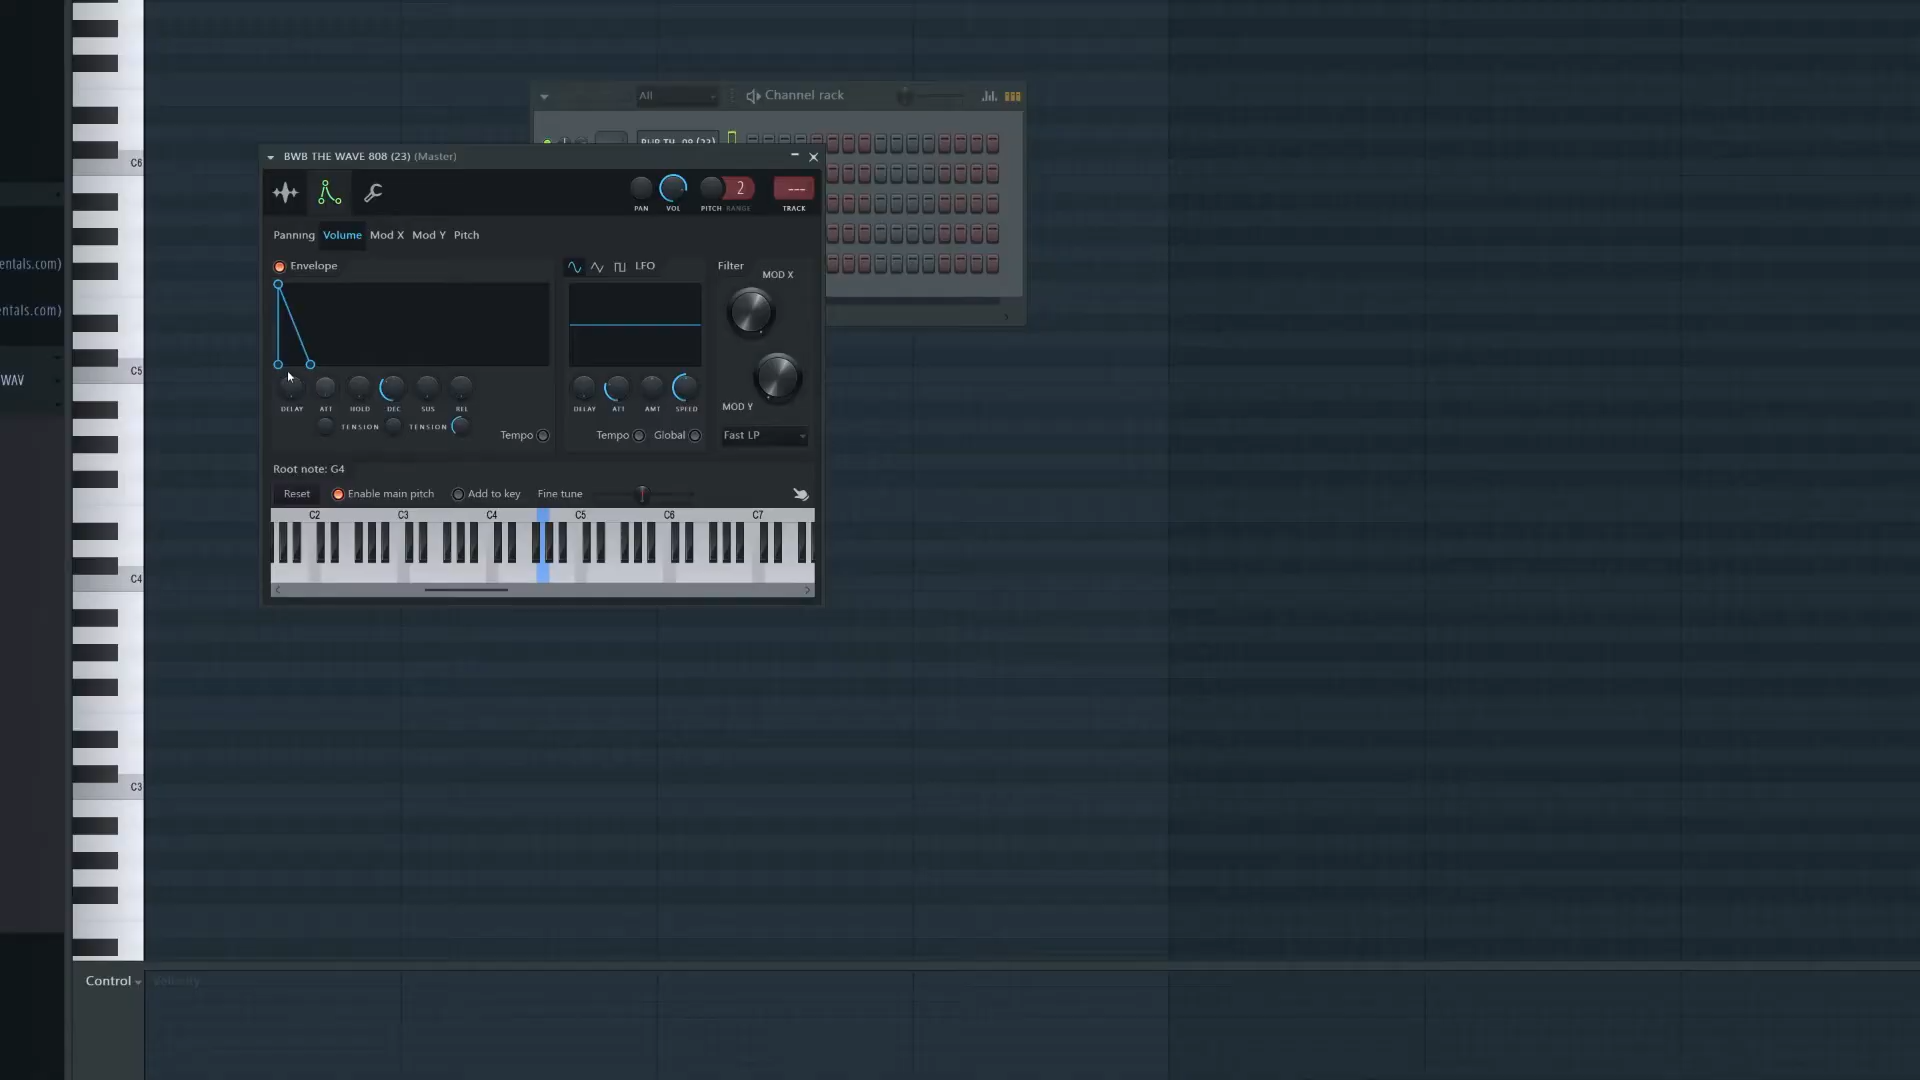 All
Channel rack
BWB THE WAVE 808 (23) (Master)
2
---
PAN
VOL
PITCH
RANGE
TRACK
Panning
Volume
Mod X
Mod Y
Pitch
Envelope
LFO
Filter
MOD X
DELAY
ATT
HOLD
DEC
SUS
REL
DELAY
ATT
AMT
SPEED
MOD Y
TENSION
TENSION
Tempo
Tempo
Global
Fast LP
Root note: G4
Reset
Enable main pitch
Add to key
Fine tune
C2
C3
C4
C5
C6
C7
C6
C5
C4
C3
entals.com)
entals.com)
WAV
Control
Velocity